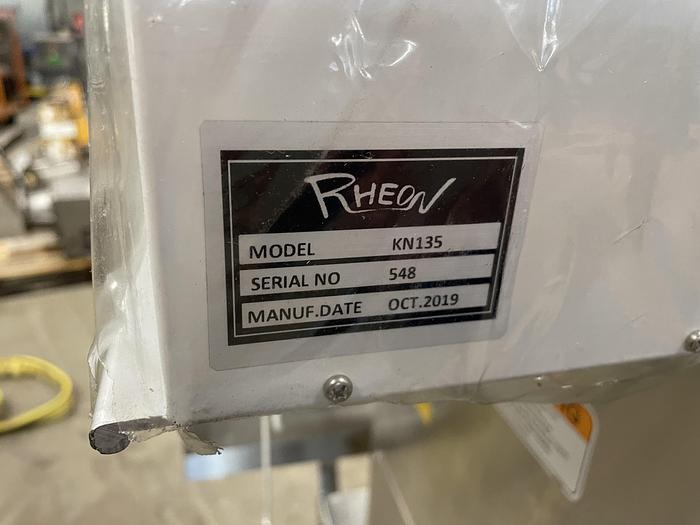 RHEON
MODEL KN135
SERIAL NO 548
MANUF.DATE OCT.2019